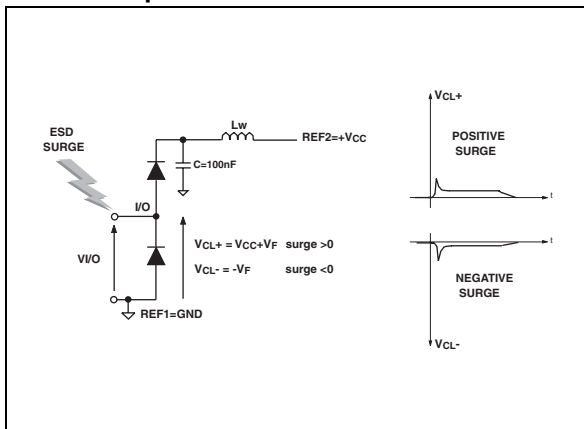 ESD
SURGE
Lw
REF2=+VCC
C=100nF
I/O
VI/O
VCL+ = VCC+VF surge >0
VCL- = -VF surge <0
REF1=GND
VCL+
POSITIVE
SURGE
t
t
NEGATIVE
SURGE
VCL-